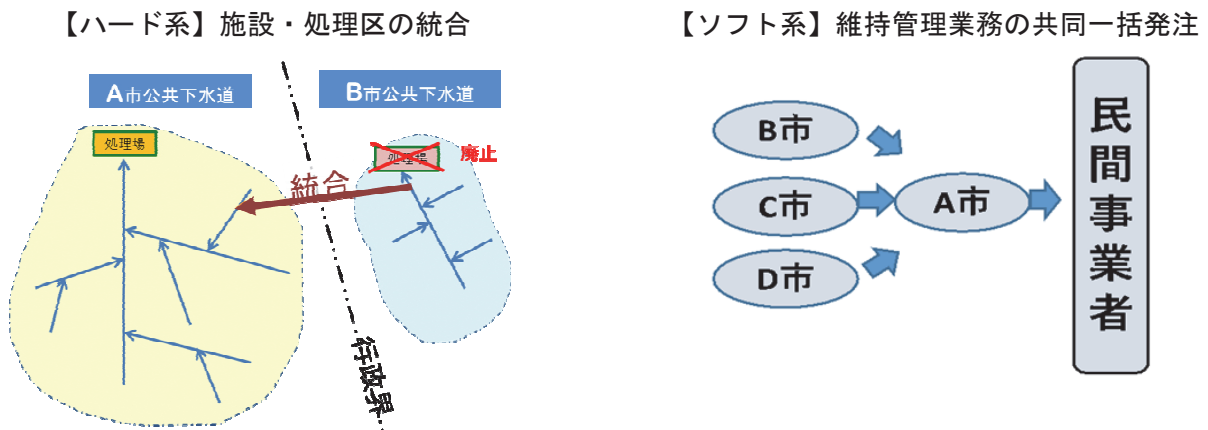 【ハード系】施設・処理区の統合
A市公共下水道
B市公共下水道
処理場
処理場
廃止
統合
行政界
【ソフト系】維持管理業務の共同一括発注
B市
C市
D市
A市
民間事業者